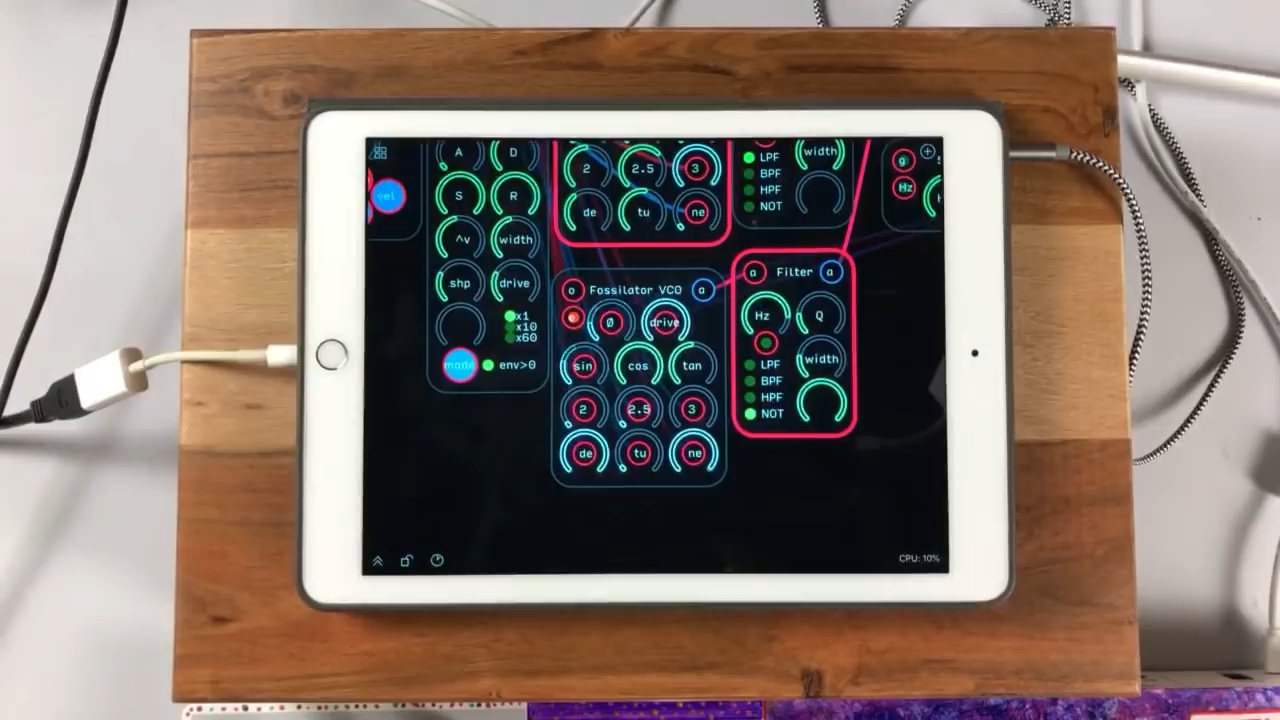 A D
S R
^v width
shp drive
x1
x10
x60
mode env>0
vel
2 2.5 3
de tu ne
LPF
BPF
HPF
NOT
width
g
Hz
a Fossilator VCO a
Ø drive
sin cos tan
2 2.5 3
de tu ne
a Filter a
Hz Q
width
LPF
BPF
HPF
NOT
CPU: 10%